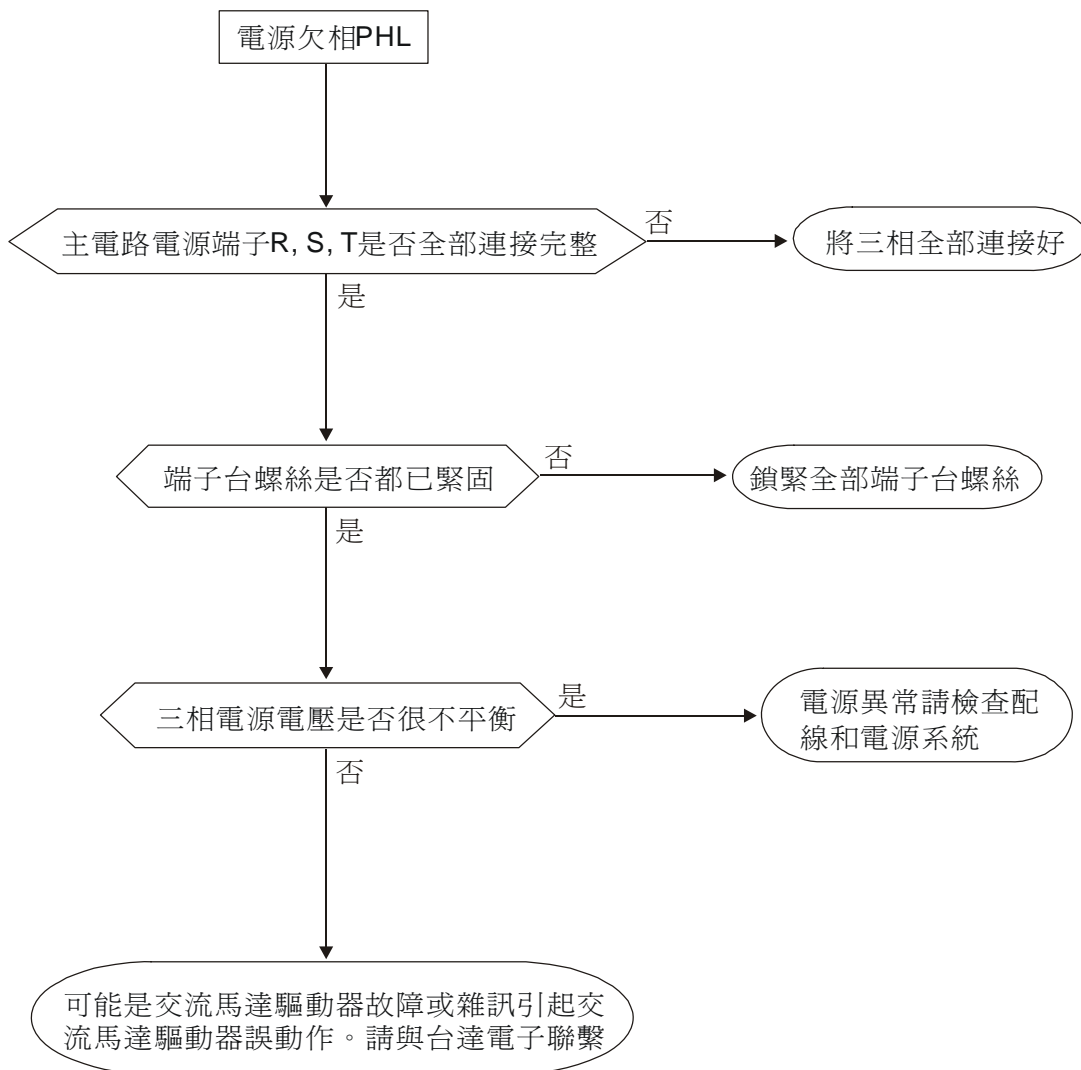 電源欠相PHL
主電路電源端子R, S, T是否全部連接完整
否
將三相全部連接好
是
端子台螺絲是否都已緊固
否
鎖緊全部端子台螺絲
是
三相電源電壓是否很不平衡
是
電源異常請檢查配
線和電源系統
否
可能是交流馬達驅動器故障或雜訊引起交
流馬達驅動器誤動作。請與台達電子聯繫